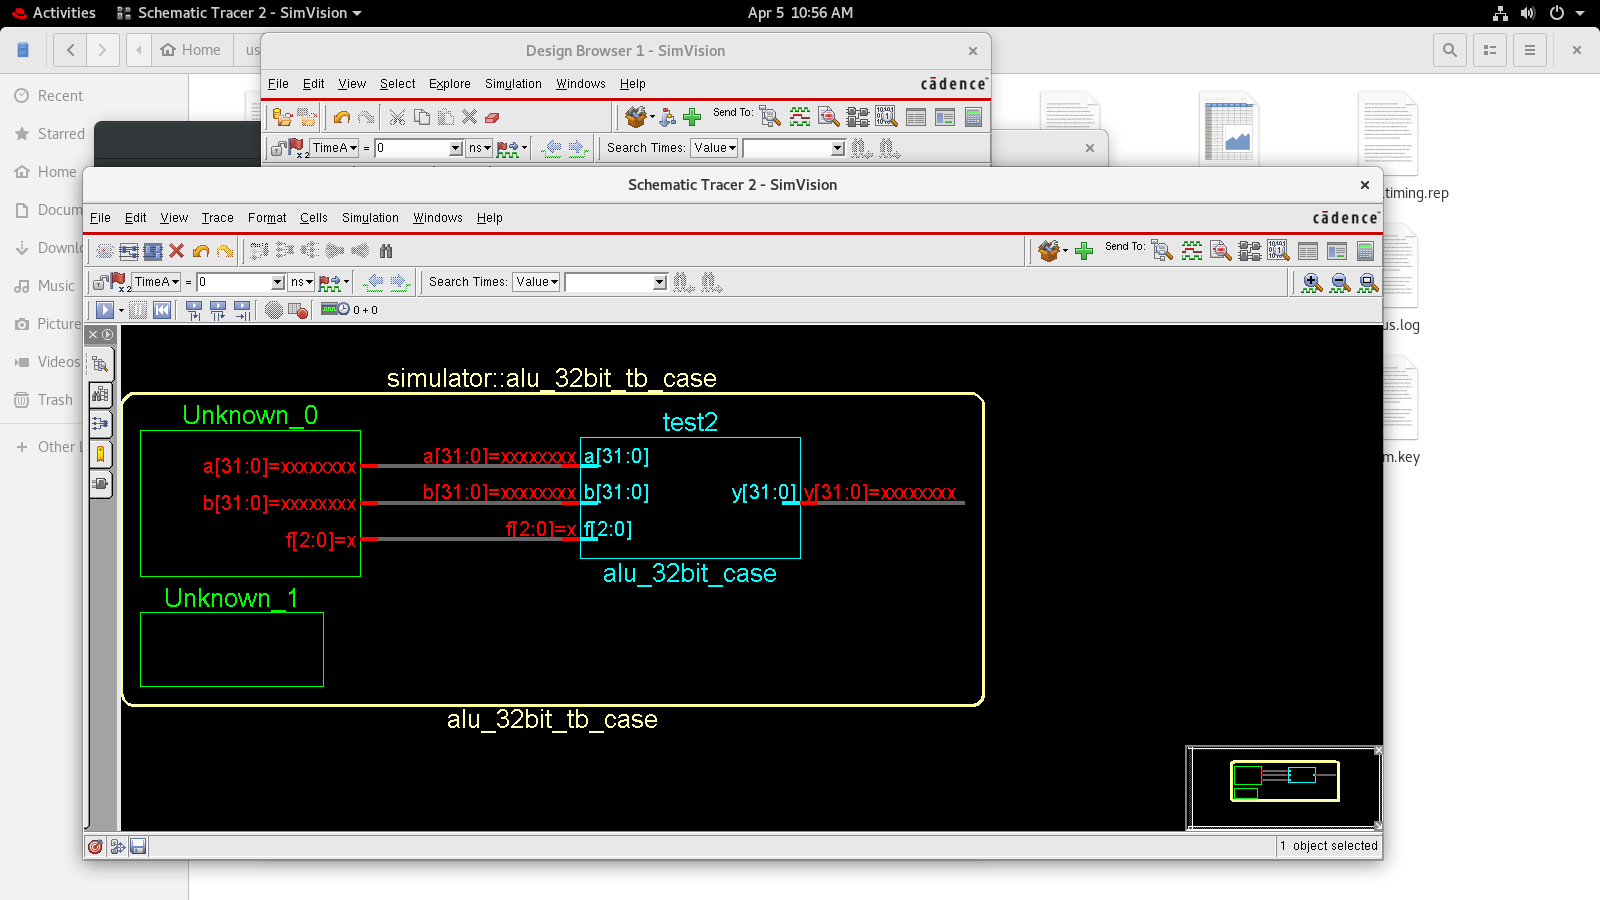 Activities
Schematic Tracer 2 - SimVision
Apr 5 10:56 AM
Home
us
Recent
Starred
Home
Docum
Downlo
Music
Picture
Videos
Trash
Other L
Design Browser 1 - SimVision
File Edit View Select Explore Simulation Windows Help
cādence
Send To:
TimeA = 0 ns
Search Times: Value
timing.rep
us.log
m.key
Schematic Tracer 2 - SimVision
File Edit View Trace Format Cells Simulation Windows Help
cādence
Send To:
TimeA = 0 ns
Search Times: Value
0 + 0
simulator::alu_32bit_tb_case
Unknown_0
test2
a[31:0]=xxxxxxxx
a[31:0]=xxxxxxxx
a[31:0]
b[31:0]=xxxxxxxx
b[31:0]=xxxxxxxx
b[31:0]
y[31:0]
y[31:0]=xxxxxxxx
f[2:0]=x
f[2:0]=x
f[2:0]
alu_32bit_case
Unknown_1
alu_32bit_tb_case
1 object selected